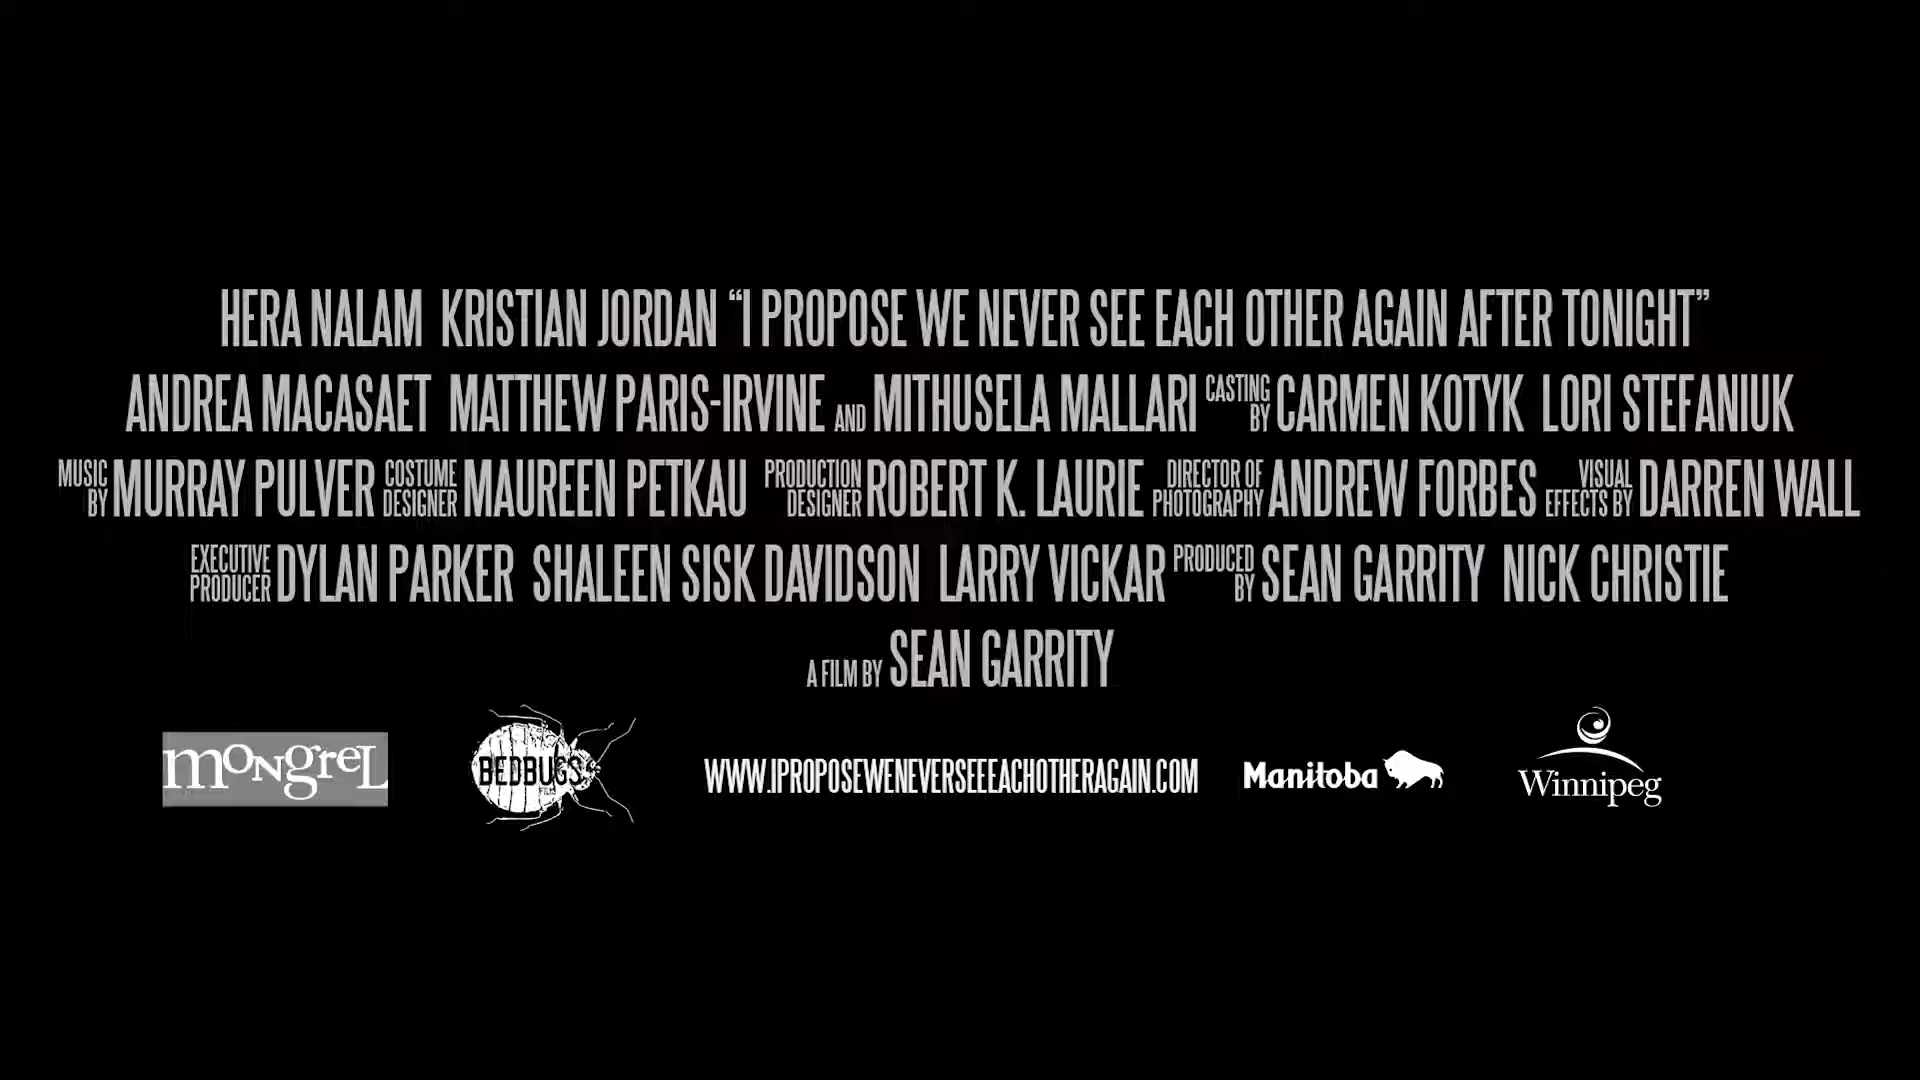 HERA NALAM KRISTIAN JORDAN “I PROPOSE WE NEVER SEE EACH OTHER AGAIN AFTER TONIGHT”
ANDREA MACASAET MATTHEW PARIS-IRVINE AND MITHUSELA MALLARI CASTING BY CARMEN KOTYK LORI STEFANIUK
MUSIC BY MURRAY PULVER COSTUME DESIGNER MAUREEN PETKAU PRODUCTION DESIGNER ROBERT K. LAURIE DIRECTOR OF PHOTOGRAPHY ANDREW FORBES VISUAL EFFECTS BY DARREN WALL
EXECUTIVE PRODUCER DYLAN PARKER SHALEEN SISK DAVIDSON LARRY VICKAR PRODUCED BY SEAN GARRITY NICK CHRISTIE
A FILM BY SEAN GARRITY
mongrel BEDBUGS FILMS WWW.IPROPOSEWENEVERSEEEACHOTHERAGAIN.COM Manitoba Winnipeg